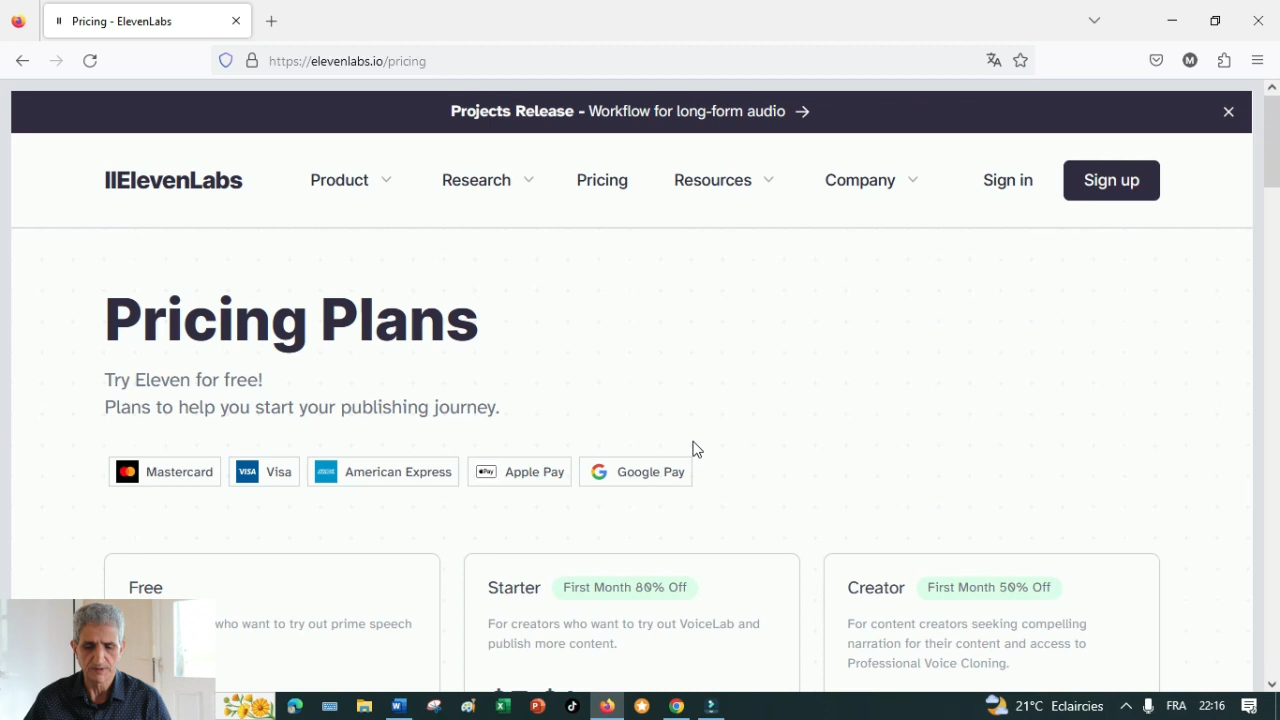 Pricing - ElevenLabs
https://elevenlabs.io/pricing
Projects Release - Workflow for long-form audio →
IIElevenLabs
Product
Research
Pricing
Resources
Company
Sign in
Sign up
Pricing Plans
Try Eleven for free!
Plans to help you start your publishing journey.
Mastercard
VISA Visa
American Express
Pay Apple Pay
G Google Pay
Free
who want to try out prime speech
Starter First Month 80% Off
For creators who want to try out VoiceLab and
publish more content.
Creator First Month 50% Off
For content creators seeking compelling
narration for their content and access to
Professional Voice Cloning.
21°C Eclaircies
FRA
22:16